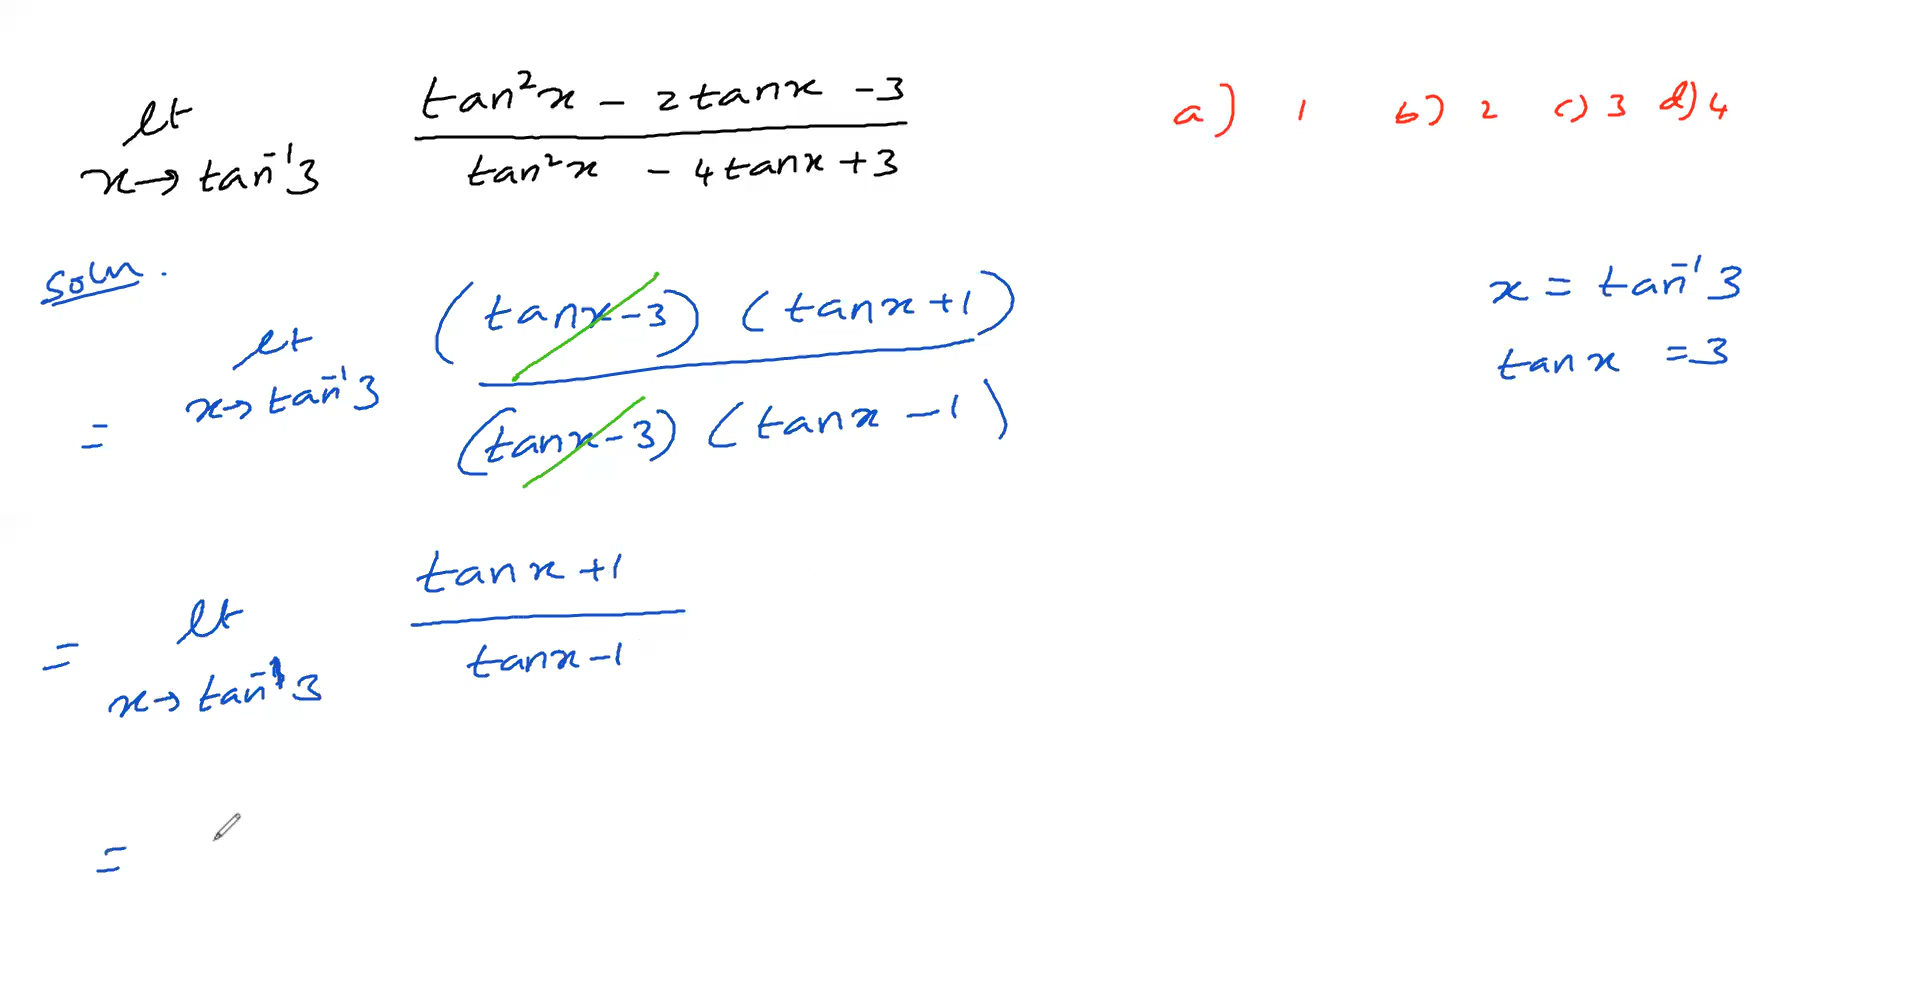 lt x→tan⁻¹3 (tan²x - 2tanx - 3)/(tan²x - 4tanx + 3)
a) 1 b) 2 c) 3 d) 4
Soln.
= lt x→tan⁻¹3 ((tanx - 3)(tanx + 1))/((tanx - 3)(tanx - 1))
x = tan⁻¹3
tanx = 3
= lt x→tan⁻¹3 (tanx + 1)/(tanx - 1)
=